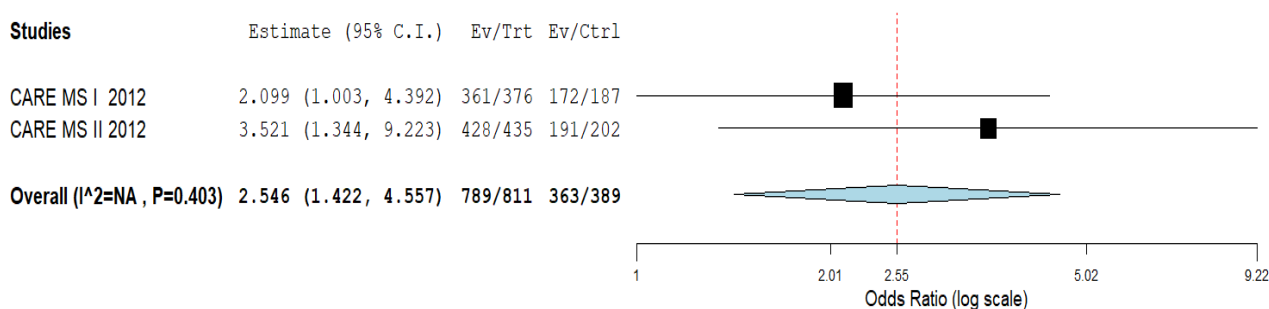 Studies Estimate (95% C.I.) Ev/Trt Ev/Ctrl
CARE MS I 2012 2.099 (1.003, 4.392) 361/376 172/187
CARE MS II 2012 3.521 (1.344, 9.223) 428/435 191/202
Overall (I^2=NA , P=0.403) 2.546 (1.422, 4.557) 789/811 363/389
1 2.01 2.55 5.02 9.22
Odds Ratio (log scale)